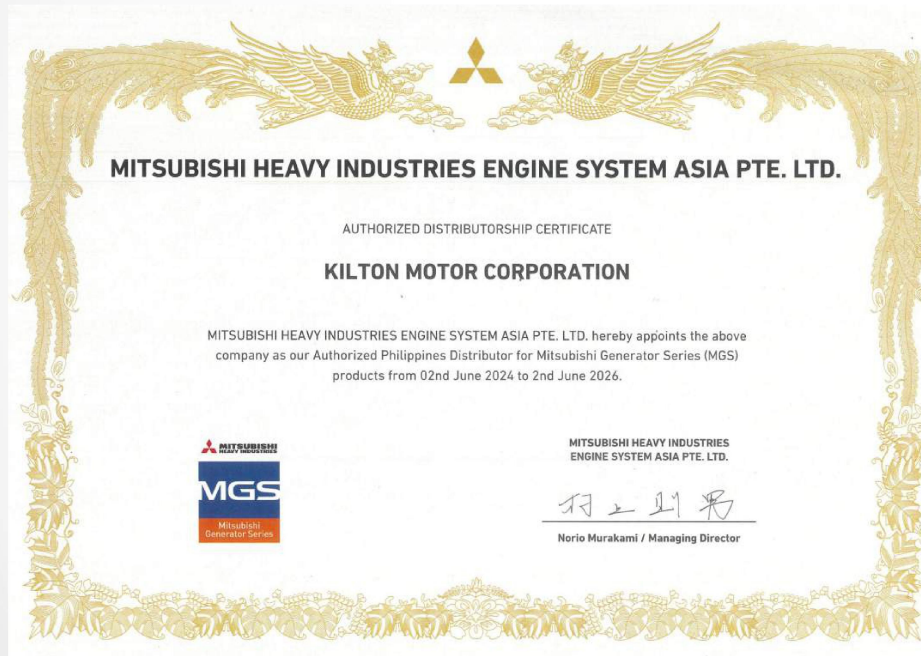 MITSUBISHI HEAVY INDUSTRIES ENGINE SYSTEM ASIA PTE. LTD.
AUTHORIZED DISTRIBUTORSHIP CERTIFICATE
KILTON MOTOR CORPORATION
MITSUBISHI HEAVY INDUSTRIES ENGINE SYSTEM ASIA PTE. LTD. hereby appoints the above
company as our Authorized Philippines Distributor for Mitsubishi Generator Series (MGS)
products from 02nd June 2024 to 2nd June 2026.
MITSUBISHI
HEAVY INDUSTRIES
MGS
Mitsubishi
Generator Series
MITSUBISHI HEAVY INDUSTRIES
ENGINE SYSTEM ASIA PTE. LTD.
村上則男
Norio Murakami / Managing Director